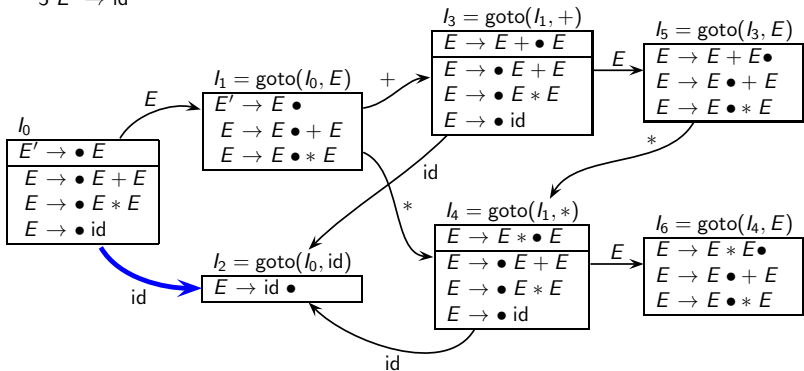 3 E → id
I₀
E′ → • E
E → • E + E
E → • E ∗ E
E → • id
E
I₁ = goto(I₀, E)
E′ → E •
E → E • + E
E → E • ∗ E
id
I₂ = goto(I₀, id)
E → id •
+
∗
I₃ = goto(I₁, +)
E → E + • E
E → • E + E
E → • E ∗ E
E → • id
id
E
I₅ = goto(I₃, E)
E → E + E•
E → E • + E
E → E • ∗ E
∗
I₄ = goto(I₁, ∗)
E → E ∗ • E
E → • E + E
E → • E ∗ E
E → • id
id
E
I₆ = goto(I₄, E)
E → E ∗ E•
E → E • + E
E → E • ∗ E